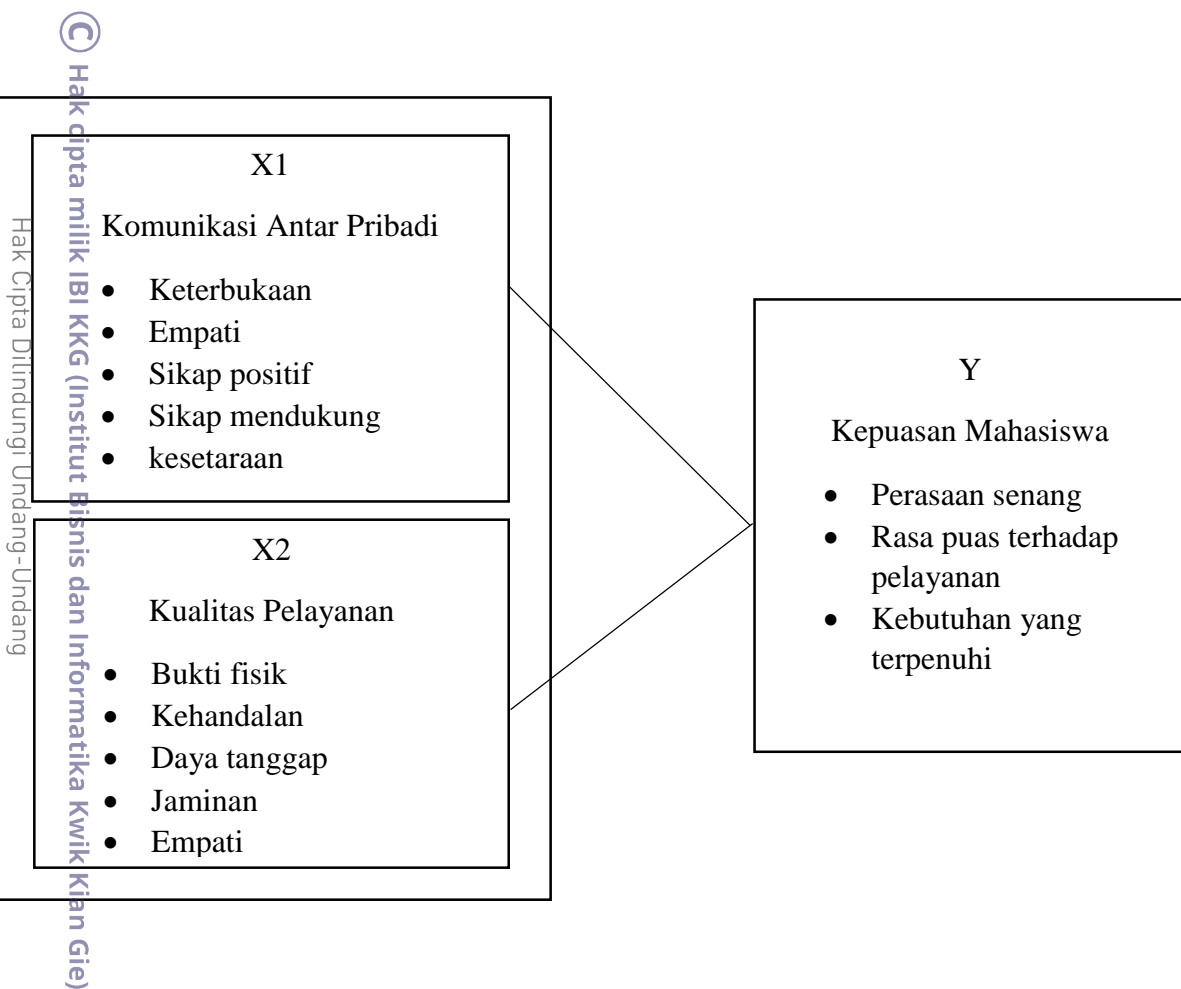 © Hak cipta milik IBI KKG (Institut Bisnis dan Informatika Kwik Kian Gie)
Hak Cipta Dilindungi Undang-Undang
X1
Komunikasi Antar Pribadi
• Keterbukaan
• Empati
• Sikap positif
• Sikap mendukung
• kesetaraan
X2
Kualitas Pelayanan
• Bukti fisik
• Kehandalan
• Daya tanggap
• Jaminan
• Empati
Y
Kepuasan Mahasiswa
• Perasaan senang
• Rasa puas terhadap
pelayanan
• Kebutuhan yang
terpenuhi